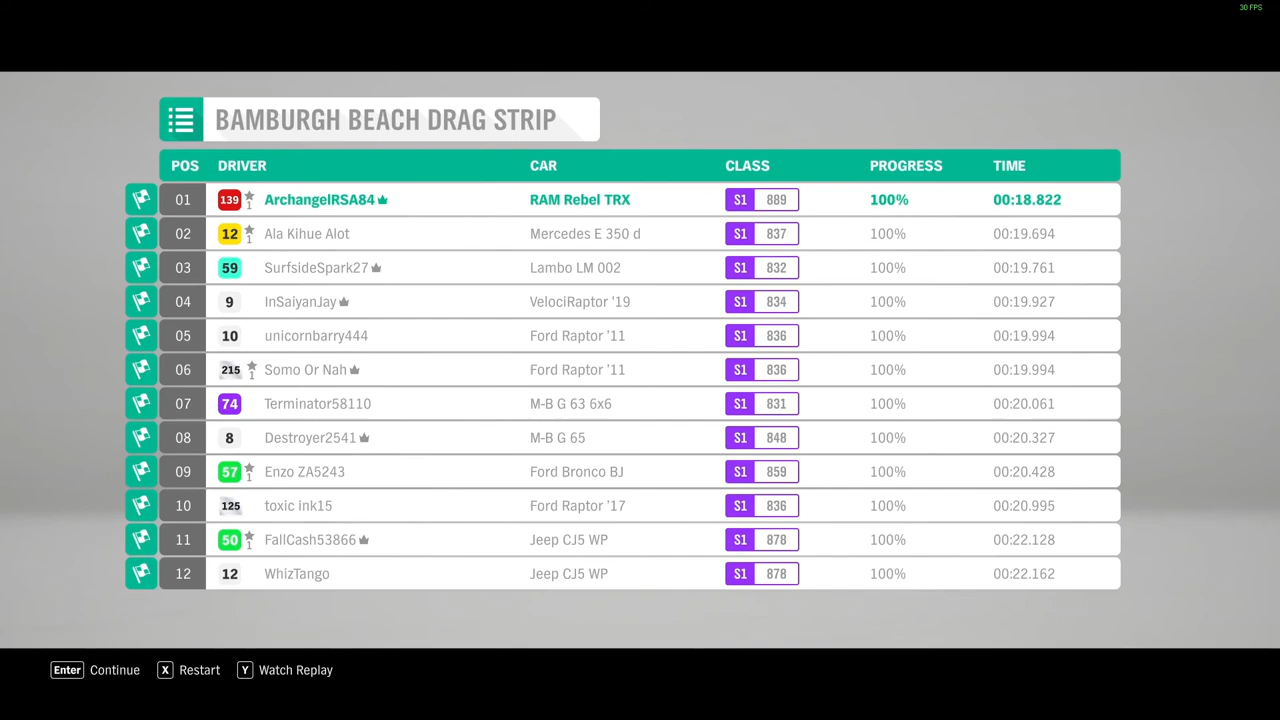 30 FPS
BAMBURGH BEACH DRAG STRIP
POS DRIVER CAR CLASS PROGRESS TIME
01 139 1 ArchangelRSA84 RAM Rebel TRX S1 889 100% 00:18.822
02 12 1 Ala Kihue Alot Mercedes E 350 d S1 837 100% 00:19.694
03 59 SurfsideSpark27 Lambo LM 002 S1 832 100% 00:19.761
04 9 InSaiyanJay VelociRaptor '19 S1 834 100% 00:19.927
05 10 unicornbarry444 Ford Raptor '11 S1 836 100% 00:19.994
06 215 1 Somo Or Nah Ford Raptor '11 S1 836 100% 00:19.994
07 74 Terminator58110 M-B G 63 6x6 S1 831 100% 00:20.061
08 8 Destroyer2541 M-B G 65 S1 848 100% 00:20.327
09 57 1 Enzo ZA5243 Ford Bronco BJ S1 859 100% 00:20.428
10 125 toxic ink15 Ford Raptor '17 S1 836 100% 00:20.995
11 50 1 FallCash53866 Jeep CJ5 WP S1 878 100% 00:22.128
12 12 WhizTango Jeep CJ5 WP S1 878 100% 00:22.162
Enter Continue X Restart Y Watch Replay